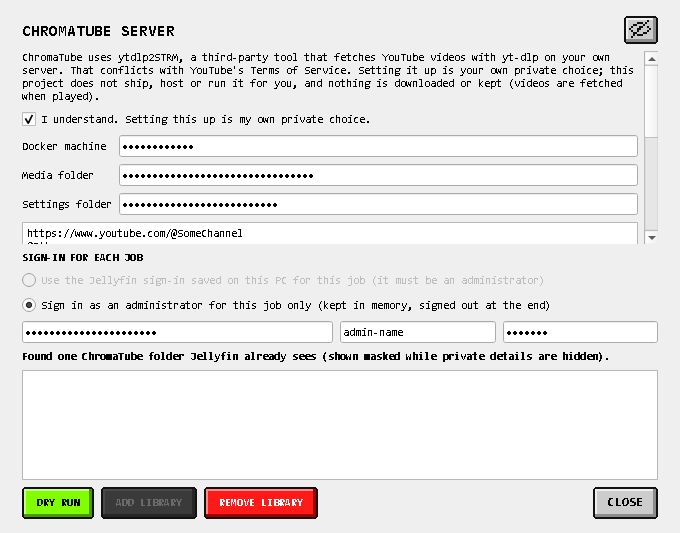 CHROMATUBE SERVER
ChromaTube uses ytdlp2STRM, a third-party tool that fetches YouTube videos with yt-dlp on your own
server. That conflicts with YouTube's Terms of Service. Setting it up is your own private choice; this
project does not ship, host or run it for you, and nothing is downloaded or kept (videos are fetched
when played).
I understand. Setting this up is my own private choice.
Docker machine ••••••••••••
Media folder ••••••••••••••••••••••••••••••••
Settings folder ••••••••••••••••••••••••••
https://www.youtube.com/@SomeChannel
SIGN-IN FOR EACH JOB
Use the Jellyfin sign-in saved on this PC for this job (it must be an administrator)
Sign in as an administrator for this job only (kept in memory, signed out at the end)
•••••••••••••••••••••• admin-name •••••••
Found one ChromaTube folder Jellyfin already sees (shown masked while private details are hidden).
DRY RUN ADD LIBRARY REMOVE LIBRARY CLOSE